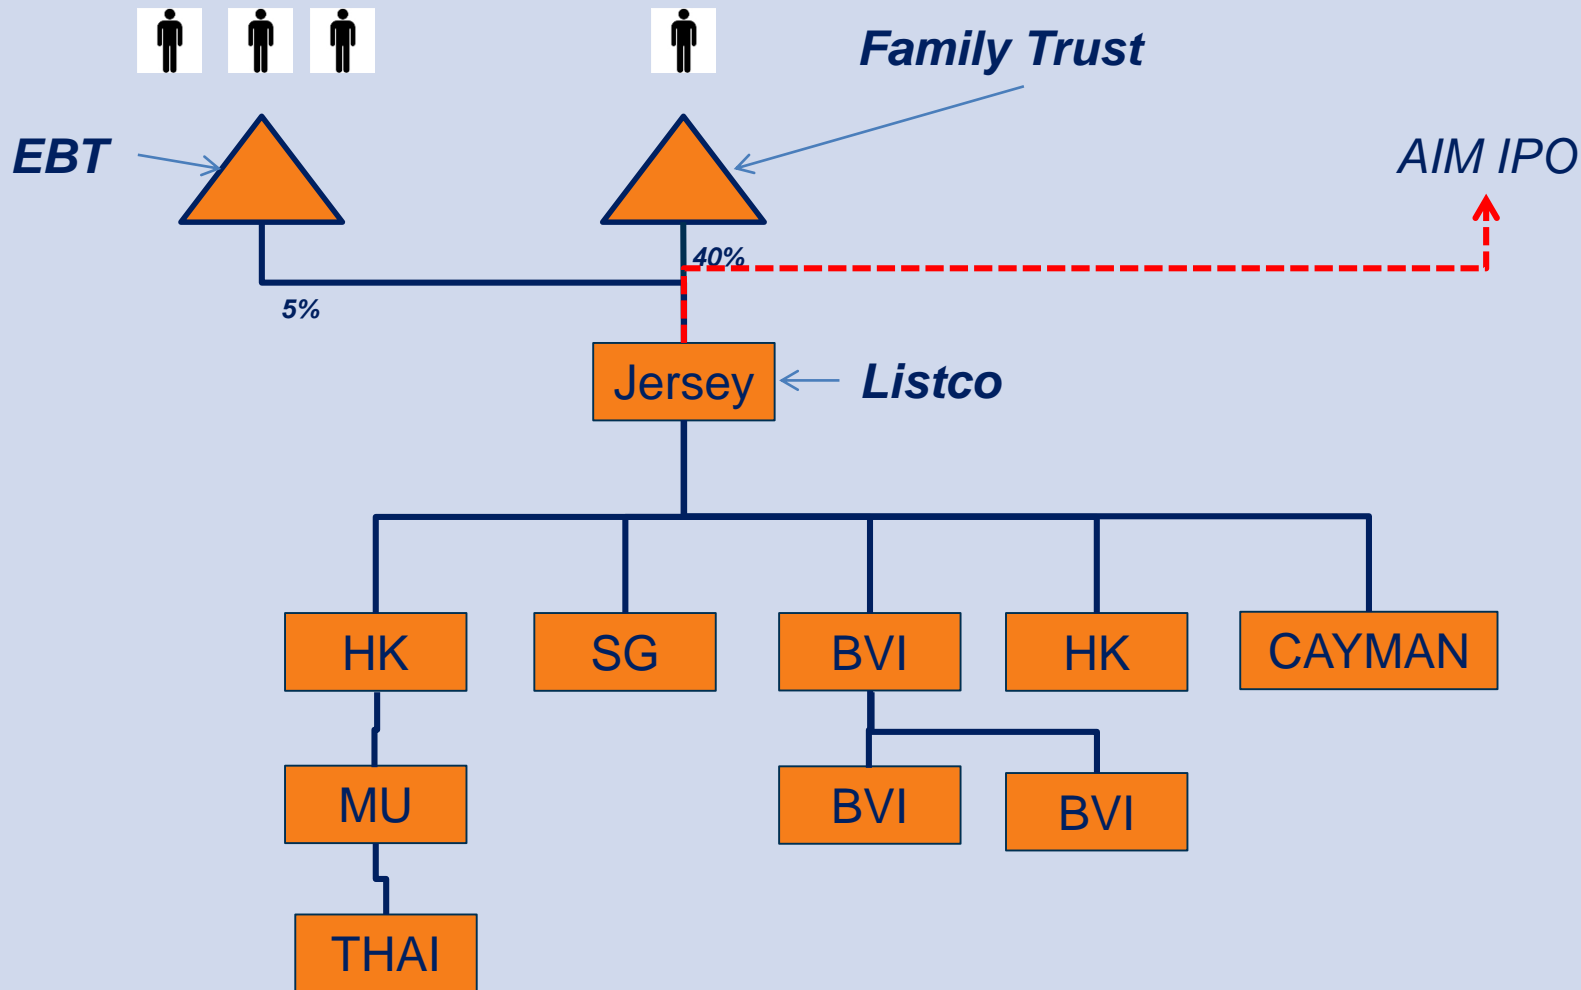 Family Trust
EBT
AIM IPO
40%
5%
Jersey
Listco
HK
SG
BVI
HK
CAYMAN
MU
BVI
BVI
THAI